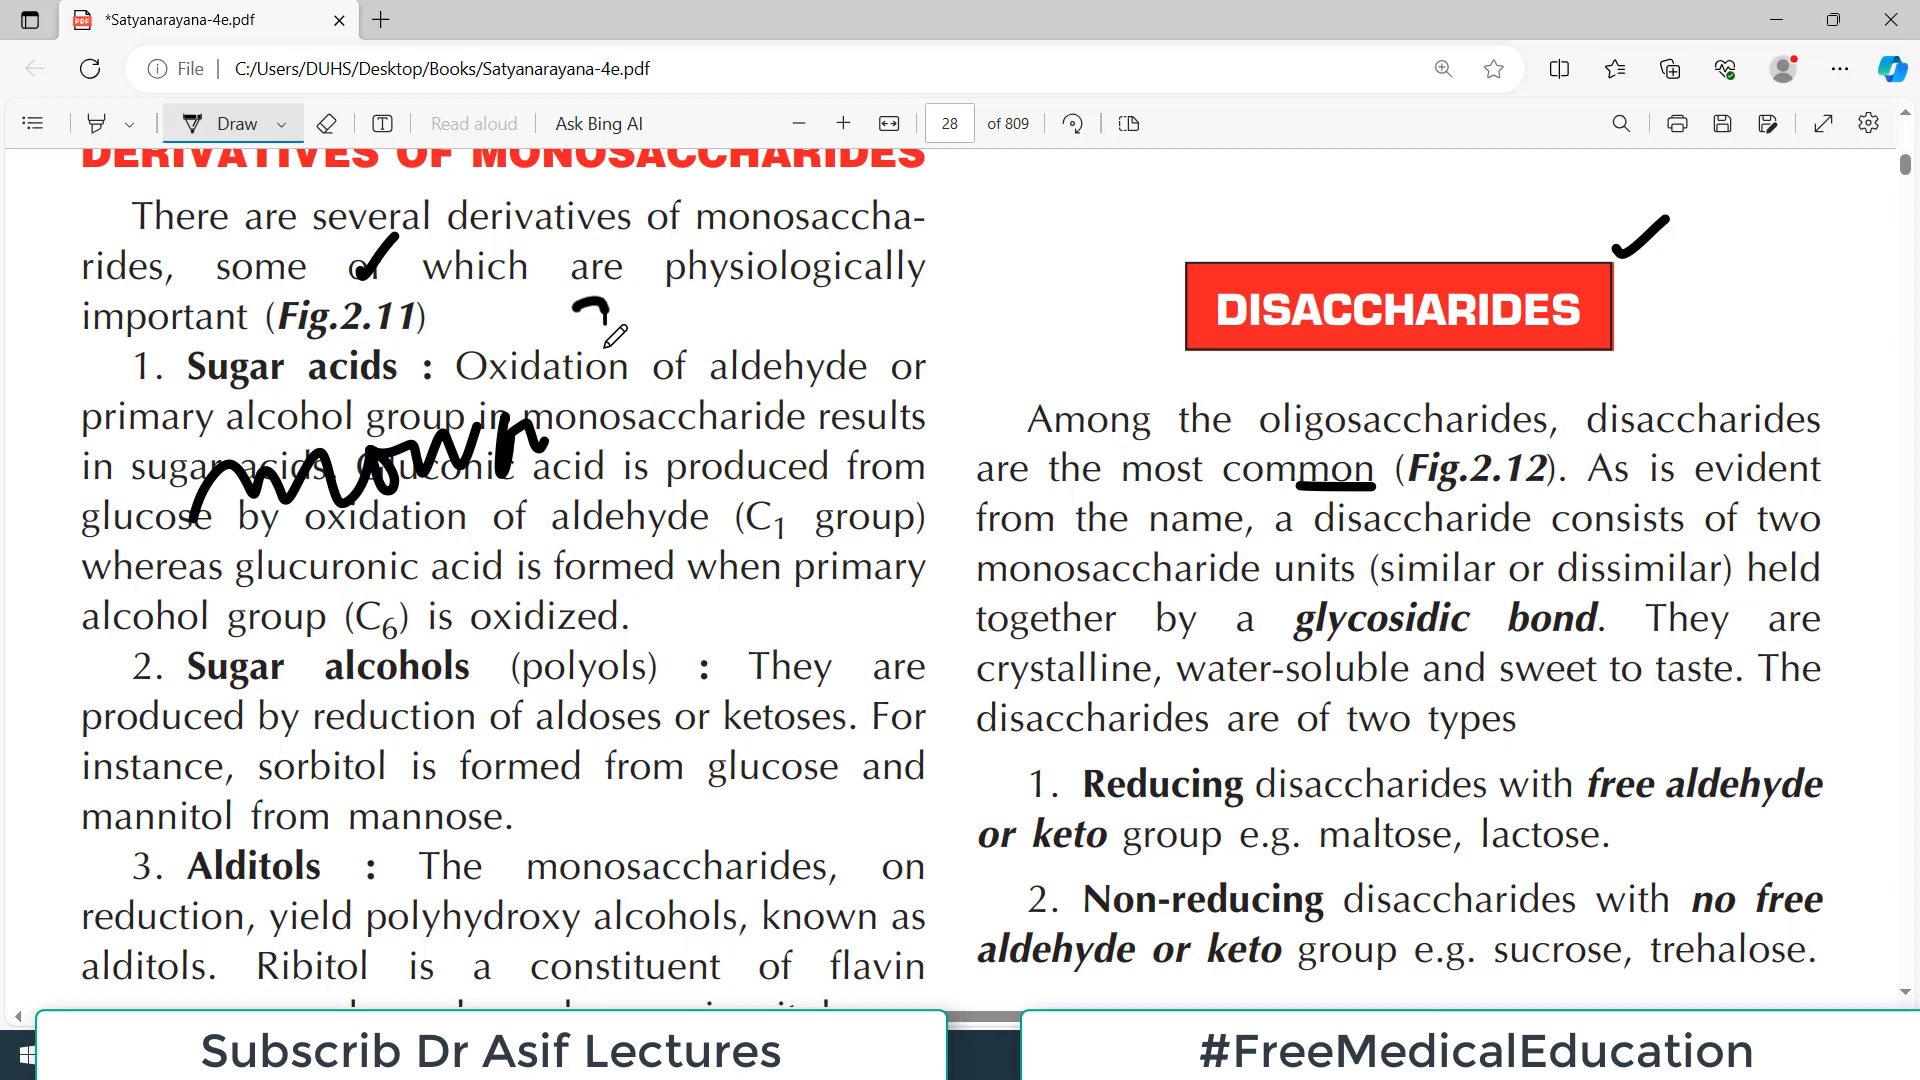 *Satyanarayana-4e.pdf
File
C:/Users/DUHS/Desktop/Books/Satyanarayana-4e.pdf
Draw
Read aloud
Ask Bing AI
28 of 809
DERIVATIVES OF MONOSACCHARIDES
There are several derivatives of monosaccha-
rides, some of which are physiologically
important (Fig.2.11)
1. Sugar acids : Oxidation of aldehyde or
primary alcohol group in monosaccharide results
in sugar acids. Gluconic acid is produced from
glucose by oxidation of aldehyde (C1 group)
whereas glucuronic acid is formed when primary
alcohol group (C6) is oxidized.
2. Sugar alcohols (polyols) : They are
produced by reduction of aldoses or ketoses. For
instance, sorbitol is formed from glucose and
mannitol from mannose.
3. Alditols : The monosaccharides, on
reduction, yield polyhydroxy alcohols, known as
alditols. Ribitol is a constituent of flavin
DISACCHARIDES
Among the oligosaccharides, disaccharides
are the most common (Fig.2.12). As is evident
from the name, a disaccharide consists of two
monosaccharide units (similar or dissimilar) held
together by a glycosidic bond. They are
crystalline, water-soluble and sweet to taste. The
disaccharides are of two types
1. Reducing disaccharides with free aldehyde
or keto group e.g. maltose, lactose.
2. Non-reducing disaccharides with no free
aldehyde or keto group e.g. sucrose, trehalose.
Subscrib Dr Asif Lectures
#FreeMedicalEducation